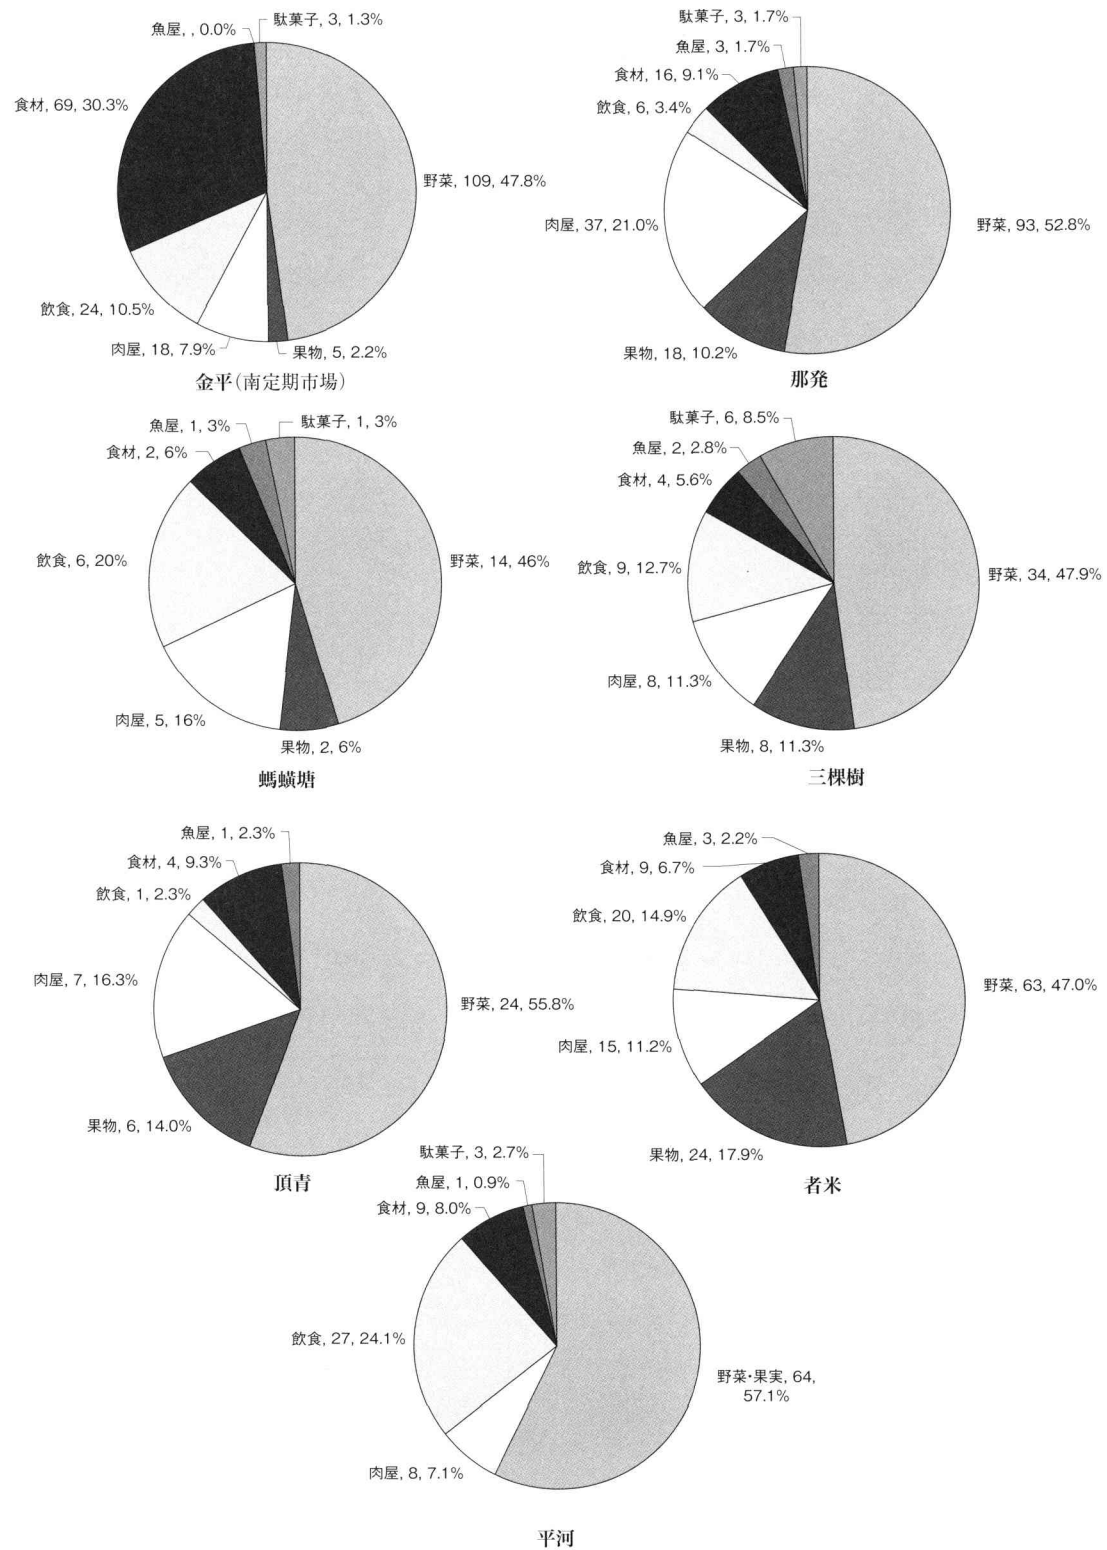 駄菓子, 3, 1.3%
魚屋, , 0.0%
食材, 69, 30.3%
野菜, 109, 47.8%
飲食, 24, 10.5%
肉屋, 18, 7.9%
果物, 5, 2.2%
金平(南定期市場)
駄菓子, 3, 1.7%
魚屋, 3, 1.7%
食材, 16, 9.1%
飲食, 6, 3.4%
肉屋, 37, 21.0%
野菜, 93, 52.8%
果物, 18, 10.2%
那発
魚屋, 1, 3%
駄菓子, 1, 3%
食材, 2, 6%
飲食, 6, 20%
野菜, 14, 46%
肉屋, 5, 16%
果物, 2, 6%
螞蟥塘
駄菓子, 6, 8.5%
魚屋, 2, 2.8%
食材, 4, 5.6%
飲食, 9, 12.7%
野菜, 34, 47.9%
肉屋, 8, 11.3%
果物, 8, 11.3%
三棵樹
魚屋, 1, 2.3%
食材, 4, 9.3%
飲食, 1, 2.3%
肉屋, 7, 16.3%
野菜, 24, 55.8%
果物, 6, 14.0%
頂青
魚屋, 3, 2.2%
食材, 9, 6.7%
飲食, 20, 14.9%
野菜, 63, 47.0%
肉屋, 15, 11.2%
果物, 24, 17.9%
者米
駄菓子, 3, 2.7%
魚屋, 1, 0.9%
食材, 9, 8.0%
飲食, 27, 24.1%
野菜・果実, 64,
57.1%
肉屋, 8, 7.1%
平河